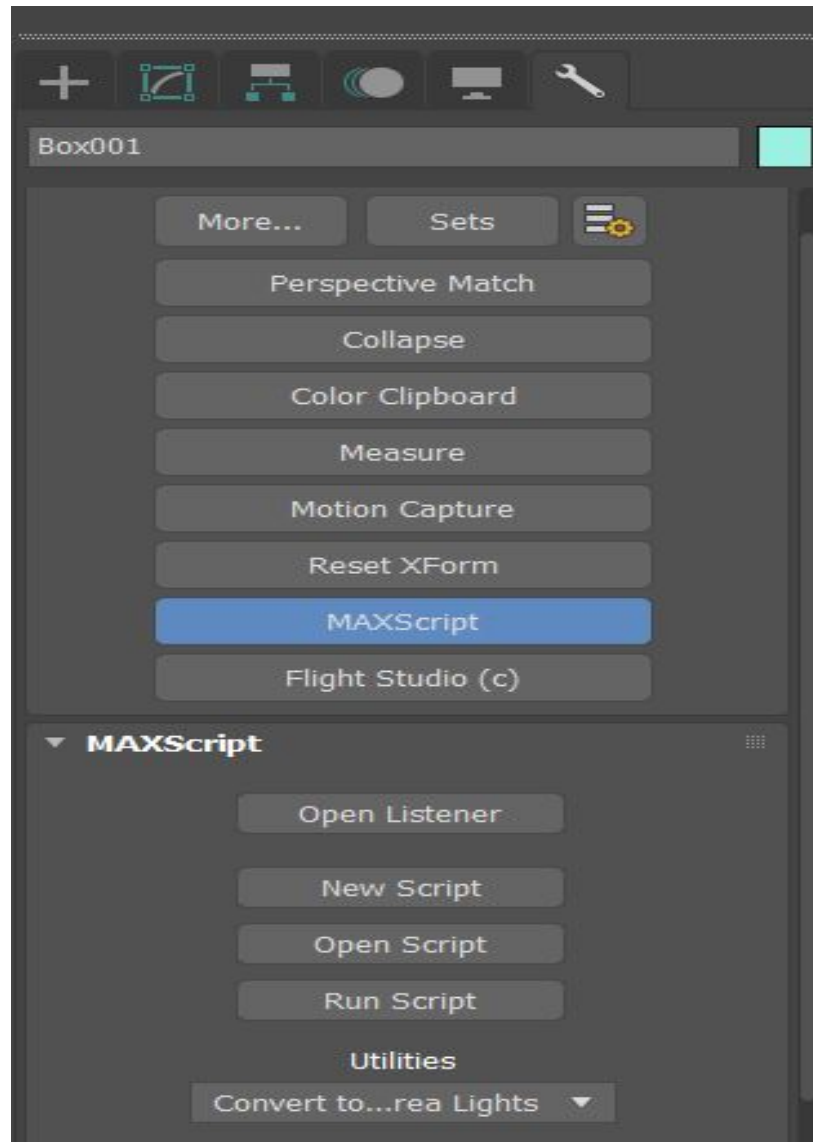 Box001
More... Sets
Perspective Match
Collapse
Color Clipboard
Measure
Motion Capture
Reset XForm
MAXScript
Flight Studio (c)
MAXScript
Open Listener
New Script
Open Script
Run Script
Utilities
Convert to...rea Lights